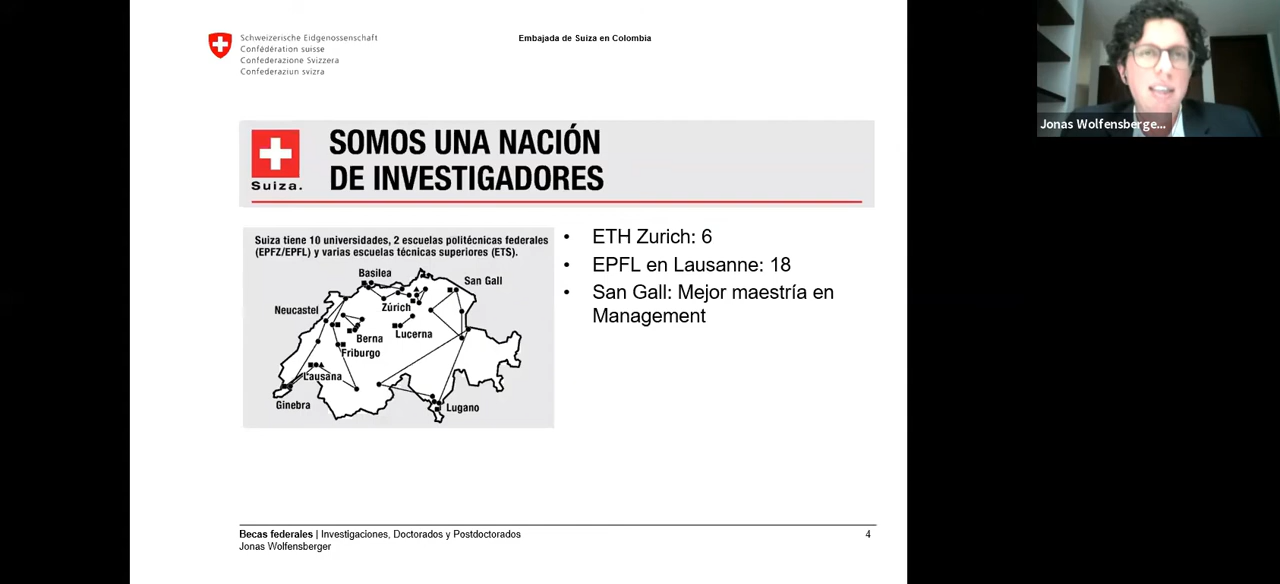 Schweizerische Eidgenossenschaft
Confédération suisse
Confederazione Svizzera
Confederaziun svizra
Embajada de Suiza en Colombia
Jonas Wolfensberge...
SOMOS UNA NACIÓN
DE INVESTIGADORES
Suiza.
Suiza tiene 10 universidades, 2 escuelas politécnicas federales
(EPFZ/EPFL) y varias escuelas técnicas superiores (ETS).
Basilea
San Gall
Neucastel
Zúrich
Berna
Lucerna
Friburgo
Lausana
Ginebra
Lugano
• ETH Zurich: 6
• EPFL en Lausanne: 18
• San Gall: Mejor maestría en
Management
Becas federales | Investigaciones, Doctorados y Postdoctorados
4
Jonas Wolfensberger